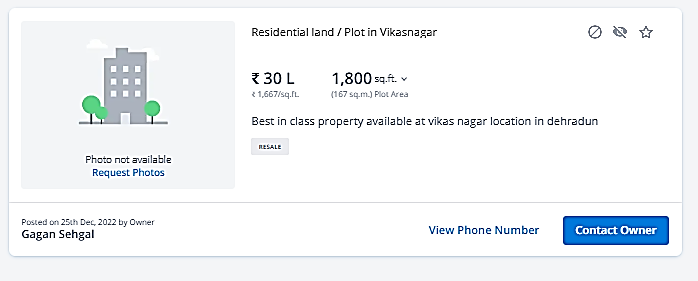 Residential land / Plot in Vikasnagar
₹ 30 L
₹ 1,667/sq.ft.
1,800 sq.ft.
(167 sq.m.) Plot Area
Best in class property available at vikas nagar location in dehradun
RESALE
Photo not available
Request Photos
Posted on 25th Dec, 2022 by Owner
Gagan Sehgal
View Phone Number
Contact Owner